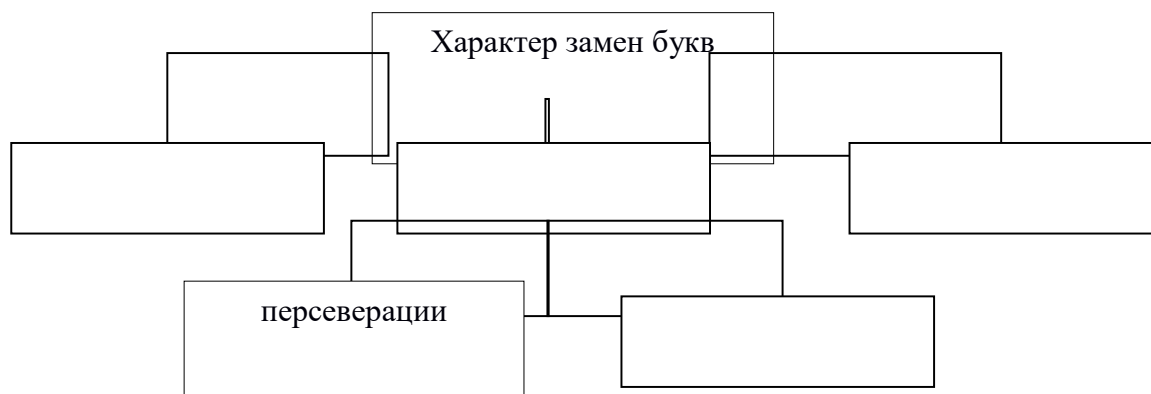 Характер замен букв
персеверации